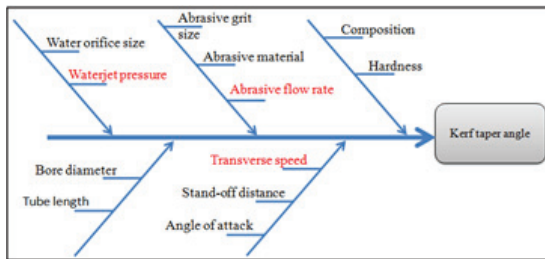 Water orifice size
Waterjet pressure
Abrasive grit
size
Abrasive material
Abrasive flow rate
Composition
Hardness
Kerf taper angle
Bore diameter
Tube length
Transverse speed
Stand-off distance
Angle of attack